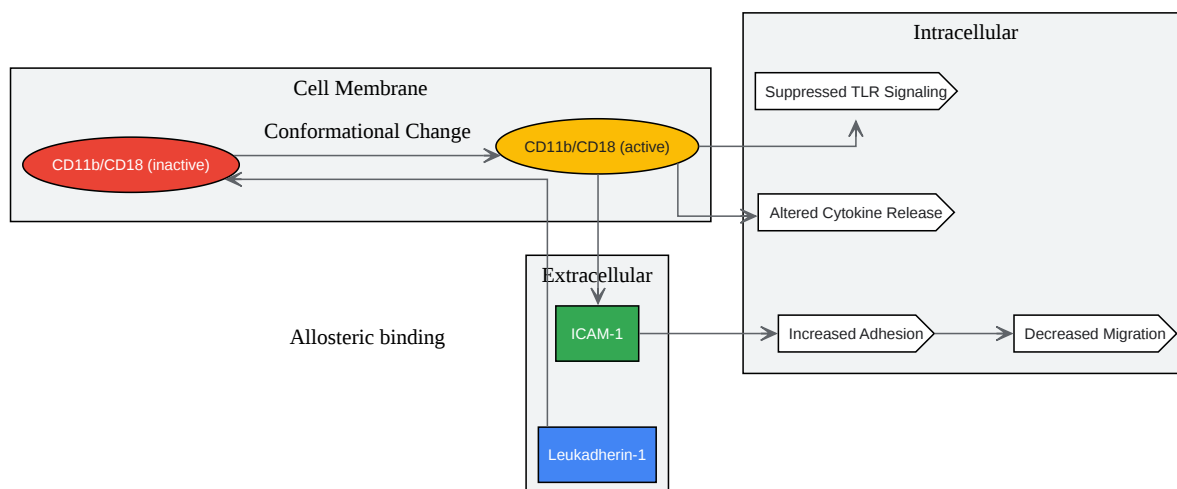 Intracellular
Cell Membrane
Suppressed TLR Signaling
Conformational Change
CD11b/CD18 (inactive)
CD11b/CD18 (active)
Altered Cytokine Release
Extracellular
Allosteric binding
ICAM-1
Increased Adhesion
Decreased Migration
Leukadherin-1